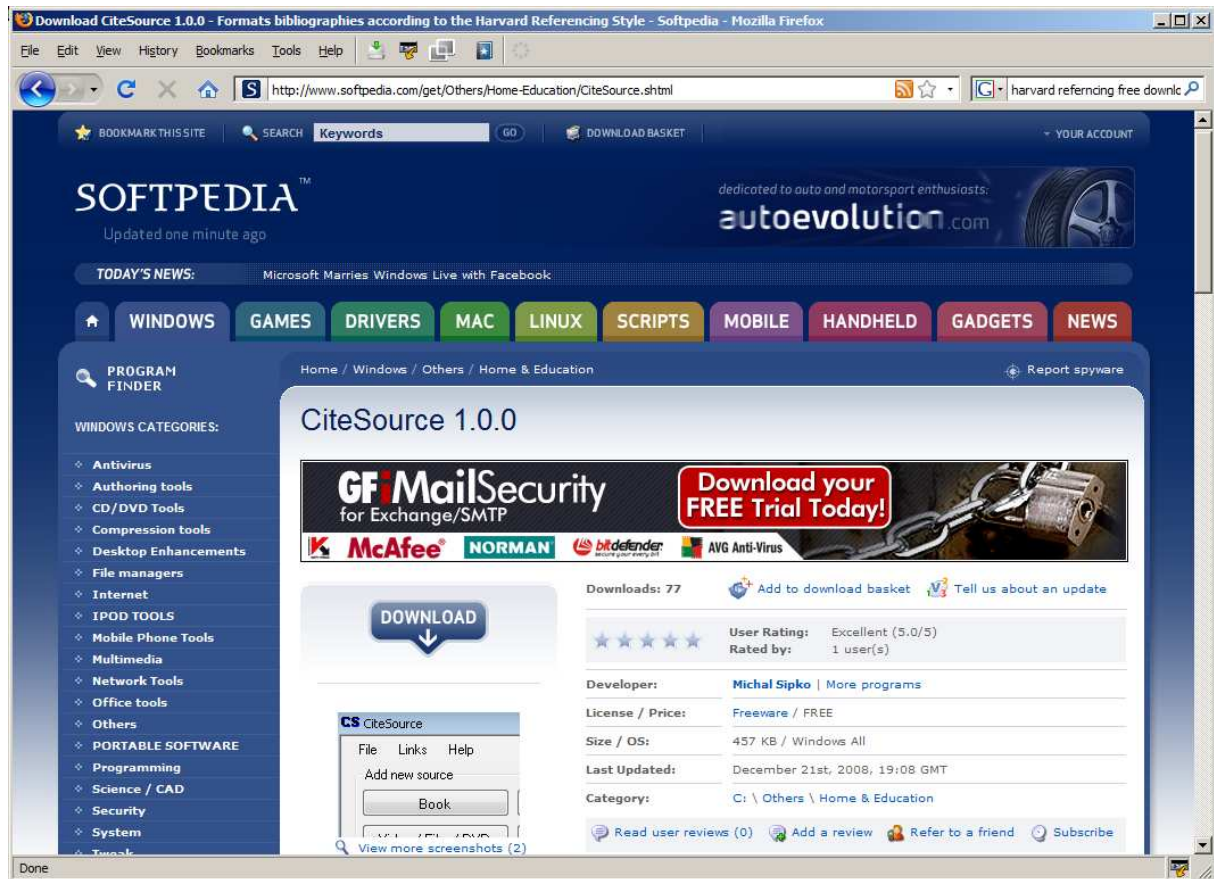 Download CiteSource 1.0.0 - Formats bibliographies according to the Harvard Referencing Style - Softpedia - Mozilla Firefox
File Edit View History Bookmarks Tools Help
S http://www.softpedia.com/get/Others/Home-Education/CiteSource.shtml G harvard referncing free downlc
BOOKMARK THIS SITE SEARCH Keywords GO DOWNLOAD BASKET YOUR ACCOUNT
SOFTPEDIA™
Updated one minute ago
dedicated to auto and motorsport enthusiasts:
autoevolution.com
TODAY'S NEWS: Microsoft Marries Windows Live with Facebook
WINDOWS GAMES DRIVERS MAC LINUX SCRIPTS MOBILE HANDHELD GADGETS NEWS
PROGRAM
FINDER
Home / Windows / Others / Home & Education Report spyware
WINDOWS CATEGORIES:
Antivirus
Authoring tools
CD/DVD Tools
Compression tools
Desktop Enhancements
File managers
Internet
IPOD TOOLS
Mobile Phone Tools
Multimedia
Network Tools
Office tools
Others
PORTABLE SOFTWARE
Programming
Science / CAD
Security
System
Tweak
CiteSource 1.0.0
GFi MailSecurity
for Exchange/SMTP
Download your
FREE Trial Today!
K McAfee® NORMAN bitdefender AVG Anti-Virus
secure your every bit
DOWNLOAD
Downloads: 77 Add to download basket Tell us about an update
User Rating: Excellent (5.0/5)
Rated by: 1 user(s)
Developer: Michal Sipko | More programs
License / Price: Freeware / FREE
Size / OS: 457 KB / Windows All
Last Updated: December 21st, 2008, 19:08 GMT
Category: C: \ Others \ Home & Education
Read user reviews (0) Add a review Refer to a friend Subscribe
CS CiteSource
File Links Help
Add new source
Book
View more screenshots (2)
Done